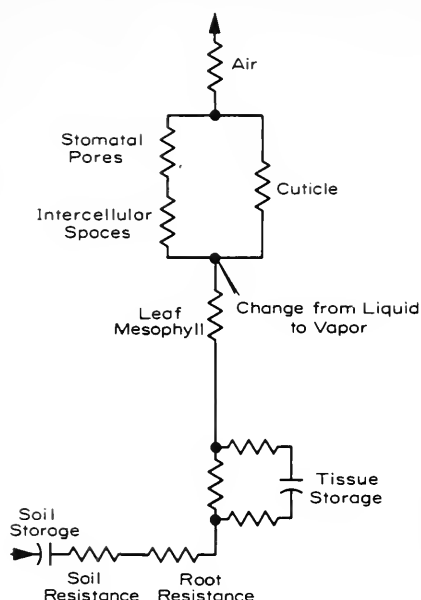 Air
Stomatal
Pores
Cuticle
Intercellular
Spaces
Change from Liquid
to Vapor
Leaf
Mesophyll
Tissue
Storage
Soil
Storage
Soil
Resistance
Root
Resistance